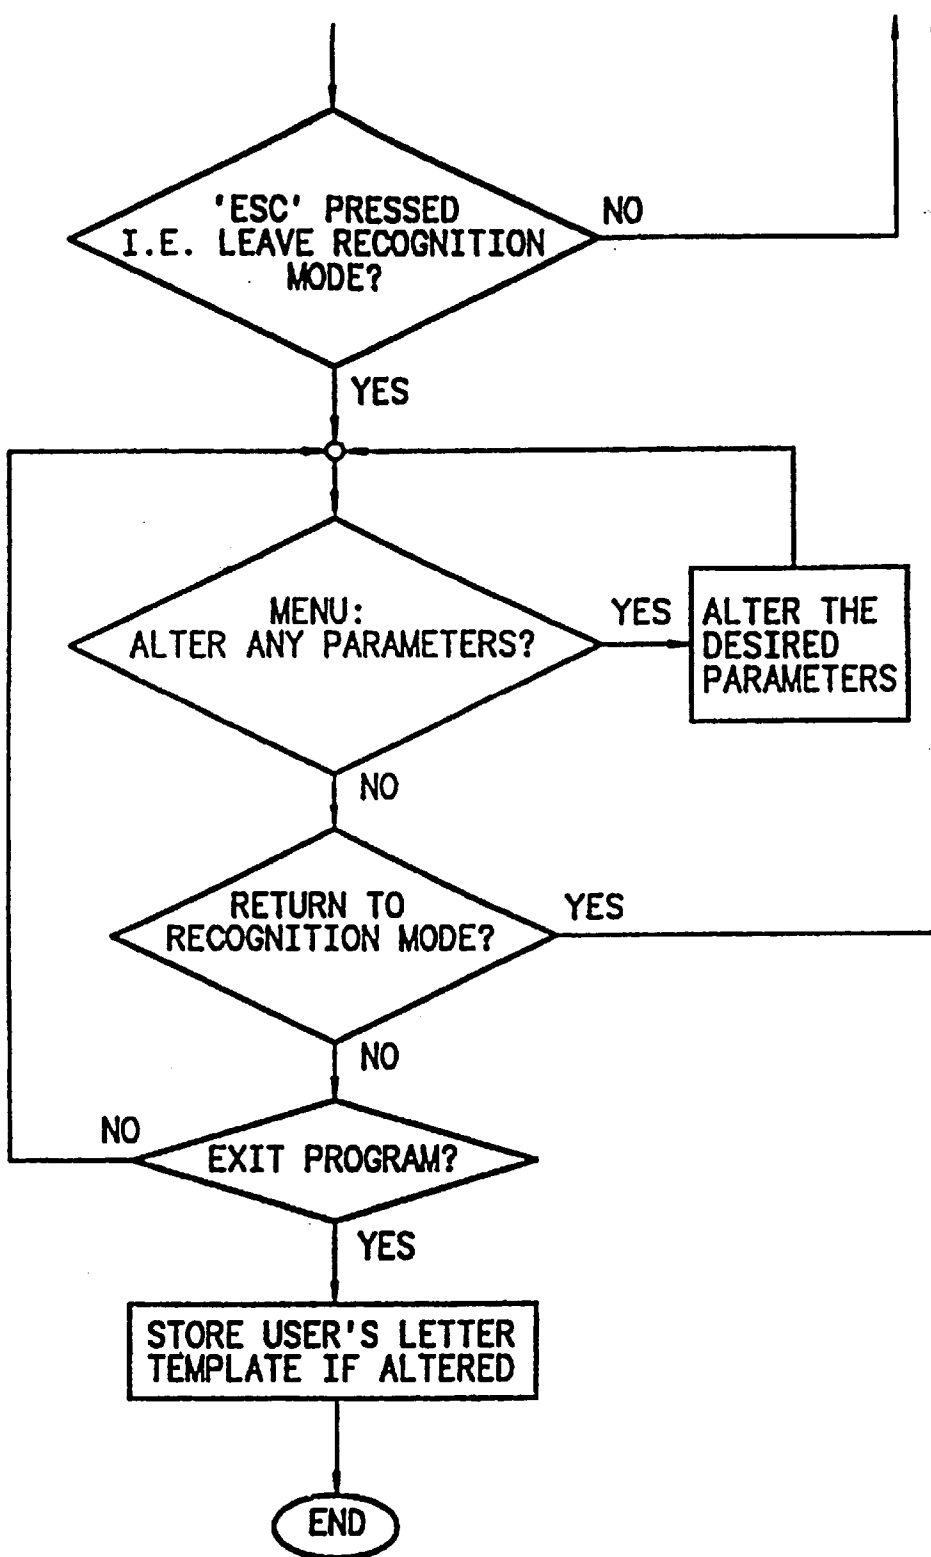 'ESC' PRESSED
I.E. LEAVE RECOGNITION
MODE?
NO
YES
MENU:
ALTER ANY PARAMETERS?
YES
ALTER THE
DESIRED
PARAMETERS
NO
RETURN TO
RECOGNITION MODE?
YES
NO
NO
EXIT PROGRAM?
YES
STORE USER'S LETTER
TEMPLATE IF ALTERED
END